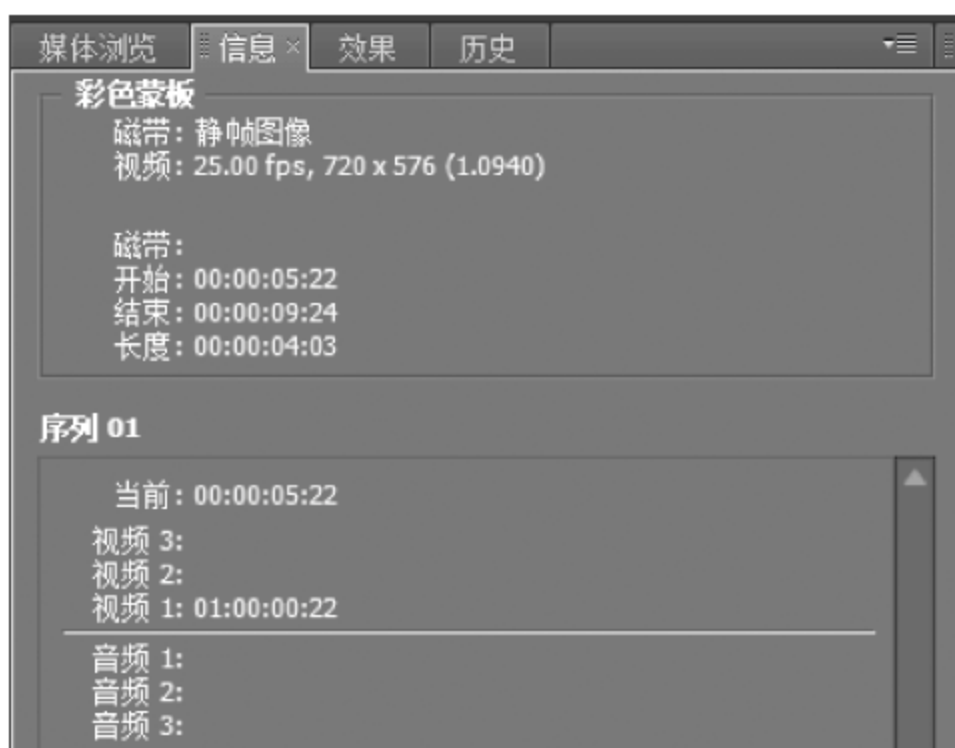 媒体浏览 信息 × 效果 历史
彩色蒙板
磁带: 静帧图像
视频: 25.00 fps, 720 x 576 (1.0940)
磁带:
开始: 00:00:05:22
结束: 00:00:09:24
长度: 00:00:04:03
序列 01
当前: 00:00:05:22
视频 3:
视频 2:
视频 1: 01:00:00:22
音频 1:
音频 2:
音频 3: